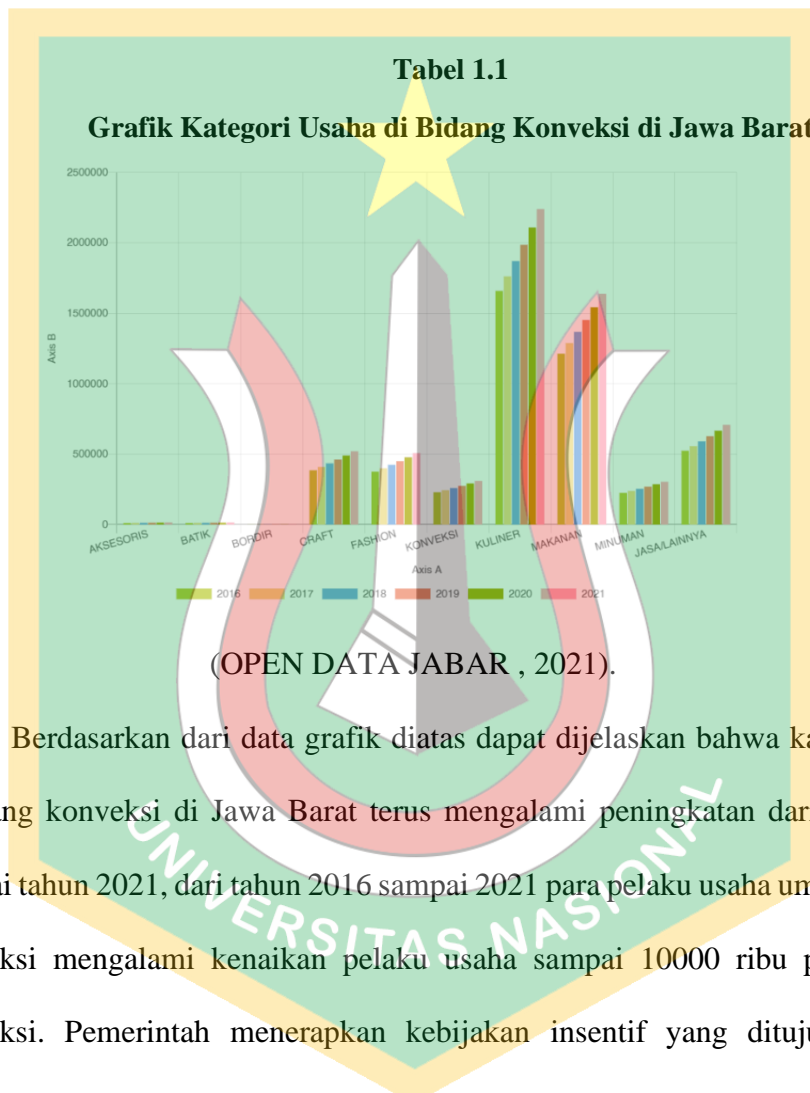 Tabel 1.1
Grafik Kategori Usaha di Bidang Konveksi di Jawa Barat
2500000
2000000
1500000
1000000
500000
0
Axis B
AKSESORIS BATIK BORDIR CRAFT FASHION KONVEKSI KULINER MAKANAN MINUMAN JASA/LAINNYA
Axis A
2016 2017 2018 2019 2020 2021
(OPEN DATA JABAR , 2021).
Berdasarkan dari data grafik diatas dapat dijelaskan bahwa ka
ang konveksi di Jawa Barat terus mengalami peningkatan dari
ai tahun 2021, dari tahun 2016 sampai 2021 para pelaku usaha um
ksi mengalami kenaikan pelaku usaha sampai 10000 ribu p
ksi. Pemerintah menerapkan kebijakan insentif yang dituju
UNIVERSITAS NASIONAL